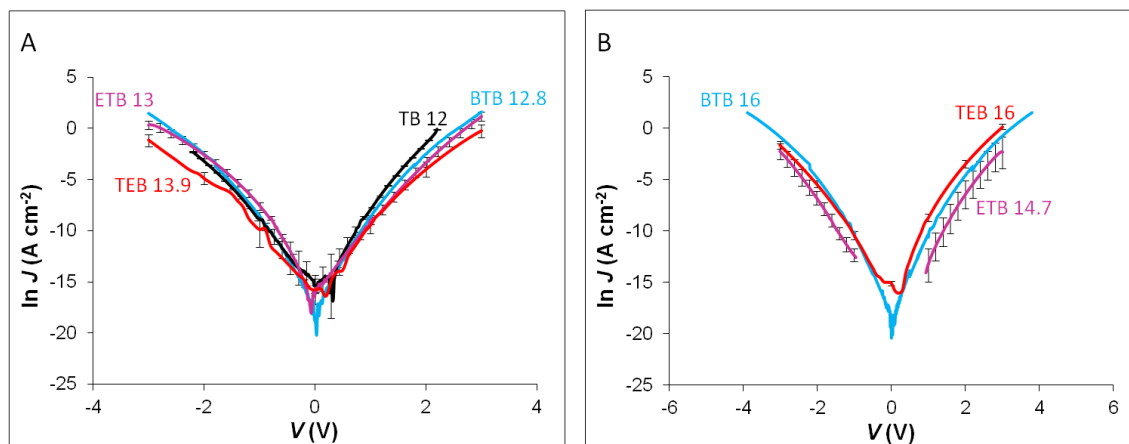 A
5
0
-5
-10
-15
-20
-25
-4
-2
0
2
4
ln J (A cm⁻²)
V (V)
ETB 13
TEB 13.9
TB 12
BTB 12.8
B
5
0
-5
-10
-15
-20
-25
-6
-4
-2
0
2
4
6
ln J (A cm⁻²)
V (V)
BTB 16
TEB 16
ETB 14.7